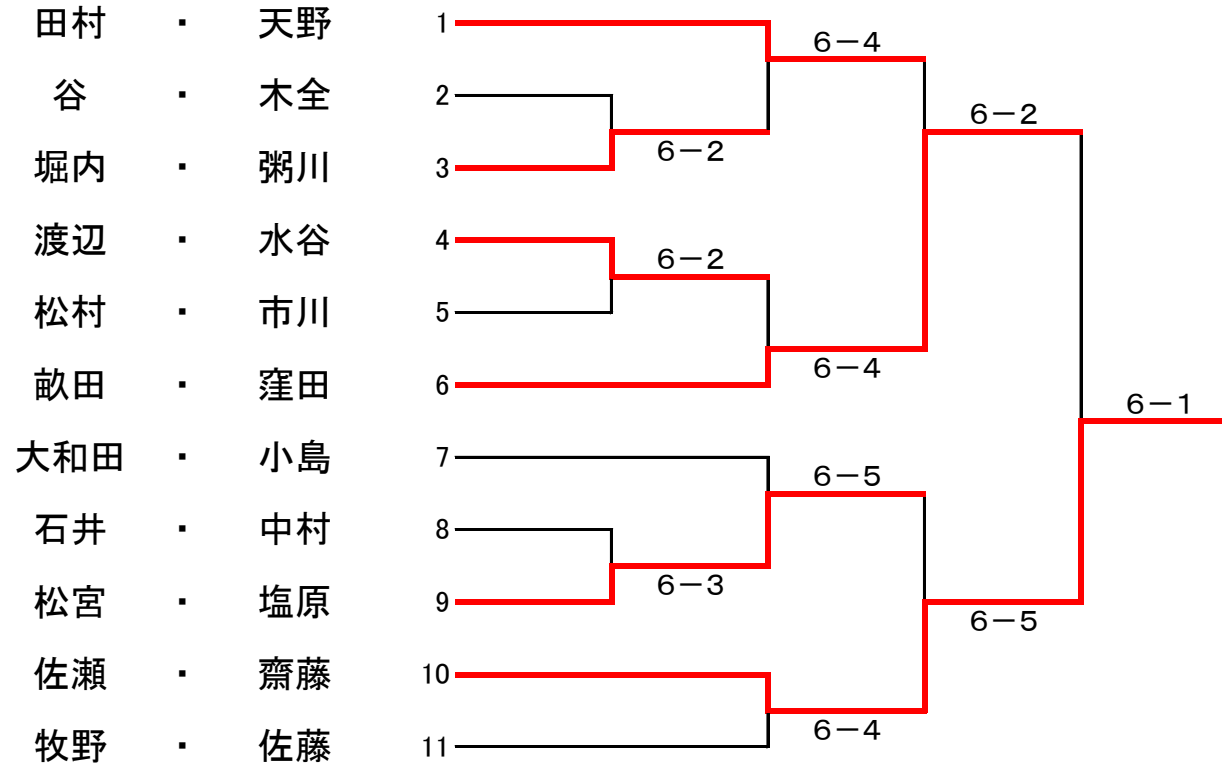 田村 ・ 天野 1
6－4
谷 ・ 木全 2
6－2
6－2
堀内 ・ 粥川 3
渡辺 ・ 水谷 4
6－2
松村 ・ 市川 5
6－4
畝田 ・ 窪田 6
6－1
大和田 ・ 小島 7
6－5
石井 ・ 中村 8
6－3
松宮 ・ 塩原 9
6－5
佐瀬 ・ 齋藤 10
6－4
牧野 ・ 佐藤 11